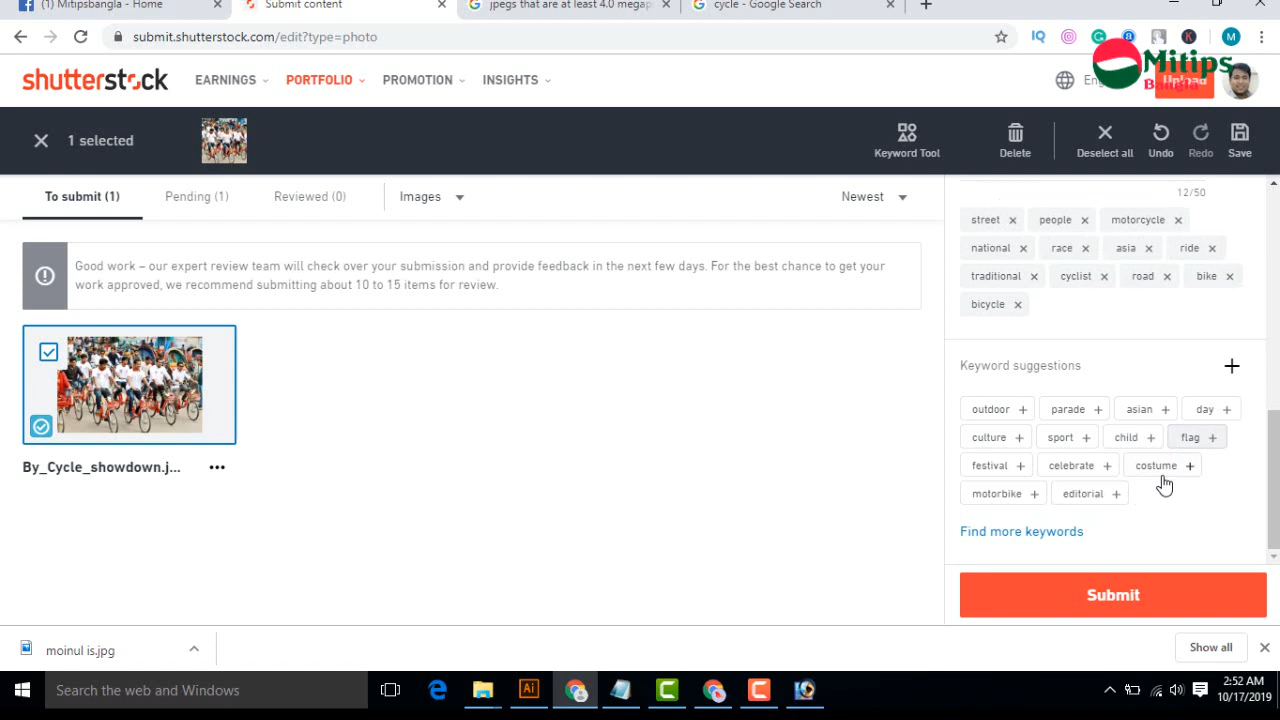 Mitipsbangla - Home
Submit content
jpegs that are at least 4.0 megap
cycle - Google Search
submit.shutterstock.com/edit?type=photo
shutterstock
EARNINGS
PORTFOLIO
PROMOTION
INSIGHTS
Upload
Mitips
Bangla
1 selected
Keyword Tool
Delete
Deselect all
Undo
Redo
Save
To submit (1)
Pending (1)
Reviewed (0)
Images
Newest
12/50
street
people
motorcycle
national
race
asia
ride
traditional
cyclist
road
bike
bicycle
Good work – our expert review team will check over your submission and provide feedback in the next few days. For the best chance to get your
work approved, we recommend submitting about 10 to 15 items for review.
By_Cycle_showdown.j...
Keyword suggestions
outdoor
parade
asian
day
culture
sport
child
flag
festival
celebrate
costume
motorbike
editorial
Find more keywords
Submit
moinul is.jpg
Show all
Search the web and Windows
2:52 AM
10/17/2019